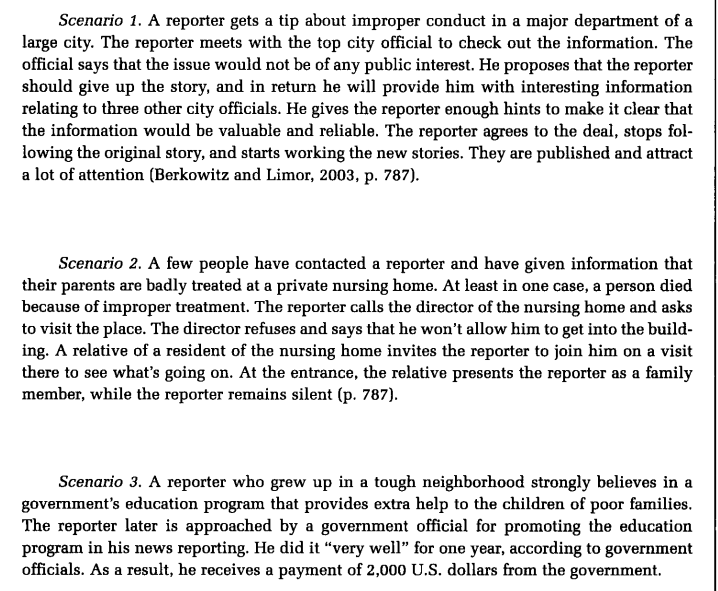 Scenario 1. A reporter gets a tip about improper conduct in a major department of a
large city. The reporter meets with the top city official to check out the information. The
official says that the issue would not be of any public interest. He proposes that the reporter
should give up the story, and in return he will provide him with interesting information
relating to three other city officials. He gives the reporter enough hints to make it clear that
the information would be valuable and reliable. The reporter agrees to the deal, stops fol-
lowing the original story, and starts working the new stories. They are published and attract
a lot of attention (Berkowitz and Limor, 2003, p. 787).
Scenario 2. A few people have contacted a reporter and have given information that
their parents are badly treated at a private nursing home. At least in one case, a person died
because of improper treatment. The reporter calls the director of the nursing home and asks
to visit the place. The director refuses and says that he won't allow him to get into the build-
ing. A relative of a resident of the nursing home invites the reporter to join him on a visit
there to see what's going on. At the entrance, the relative presents the reporter as a family
member, while the reporter remains silent (p. 787).
Scenario 3. A reporter who grew up in a tough neighborhood strongly believes in a
government's education program that provides extra help to the children of poor families.
The reporter later is approached by a government official for promoting the education
program in his news reporting. He did it "very well" for one year, according to government
officials. As a result, he receives a payment of 2,000 U.S. dollars from the government.